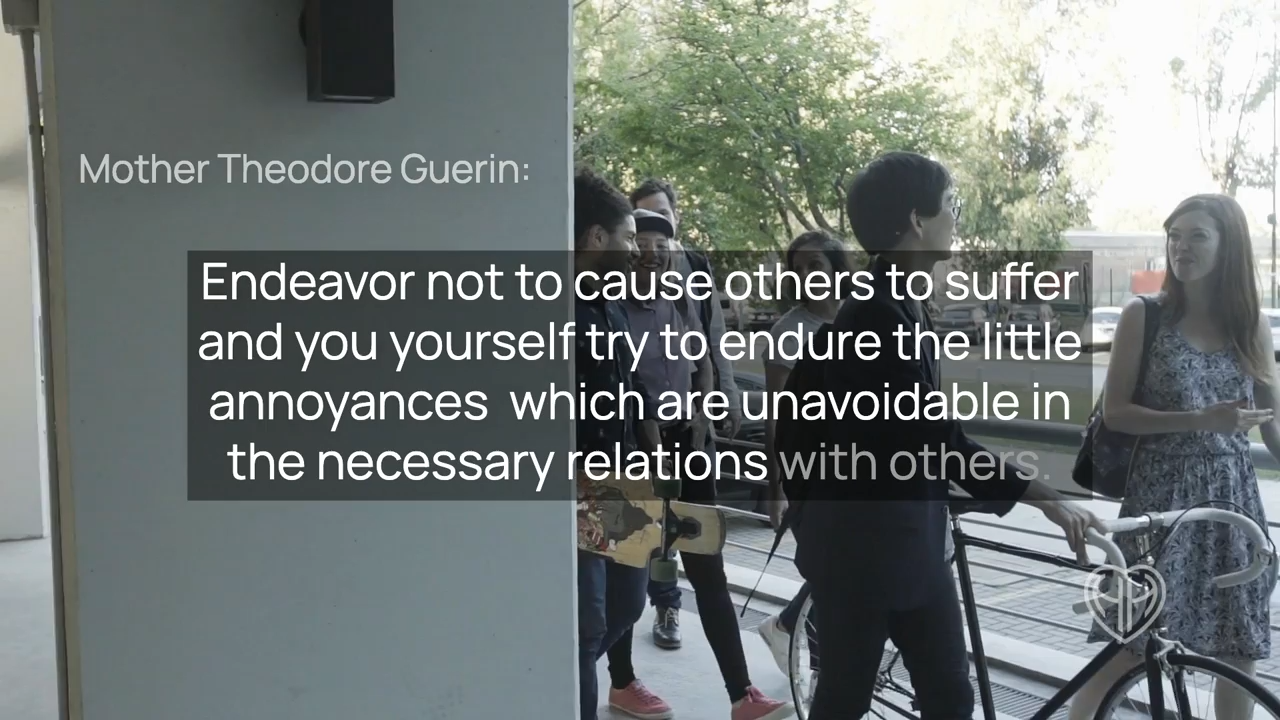 Mother Theodore Guerin:
Endeavor not to cause others to suffer
and you yourself try to endure the little
annoyances  which are unavoidable in
the necessary relations with others.